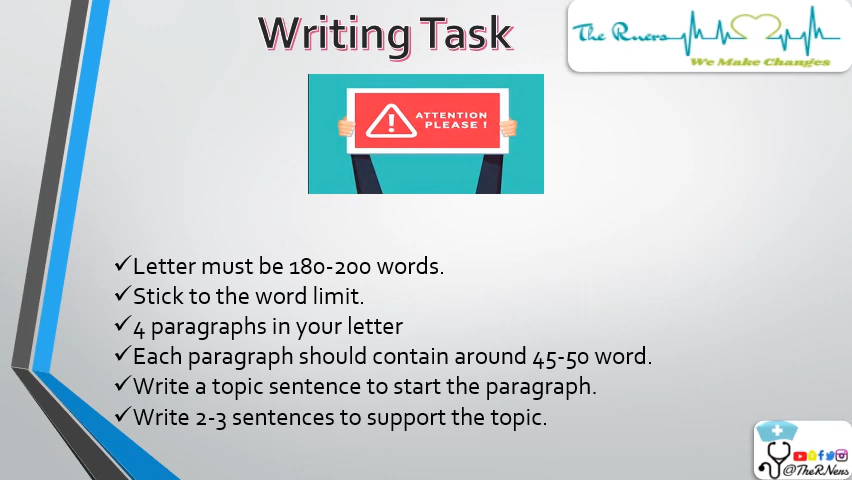 Writing Task
The Rners
We Make Changes
ATTENTION
PLEASE !
✓Letter must be 180-200 words.
✓Stick to the word limit.
✓4 paragraphs in your letter
✓Each paragraph should contain around 45-50 word.
✓Write a topic sentence to start the paragraph.
✓Write 2-3 sentences to support the topic.
@TheRNers